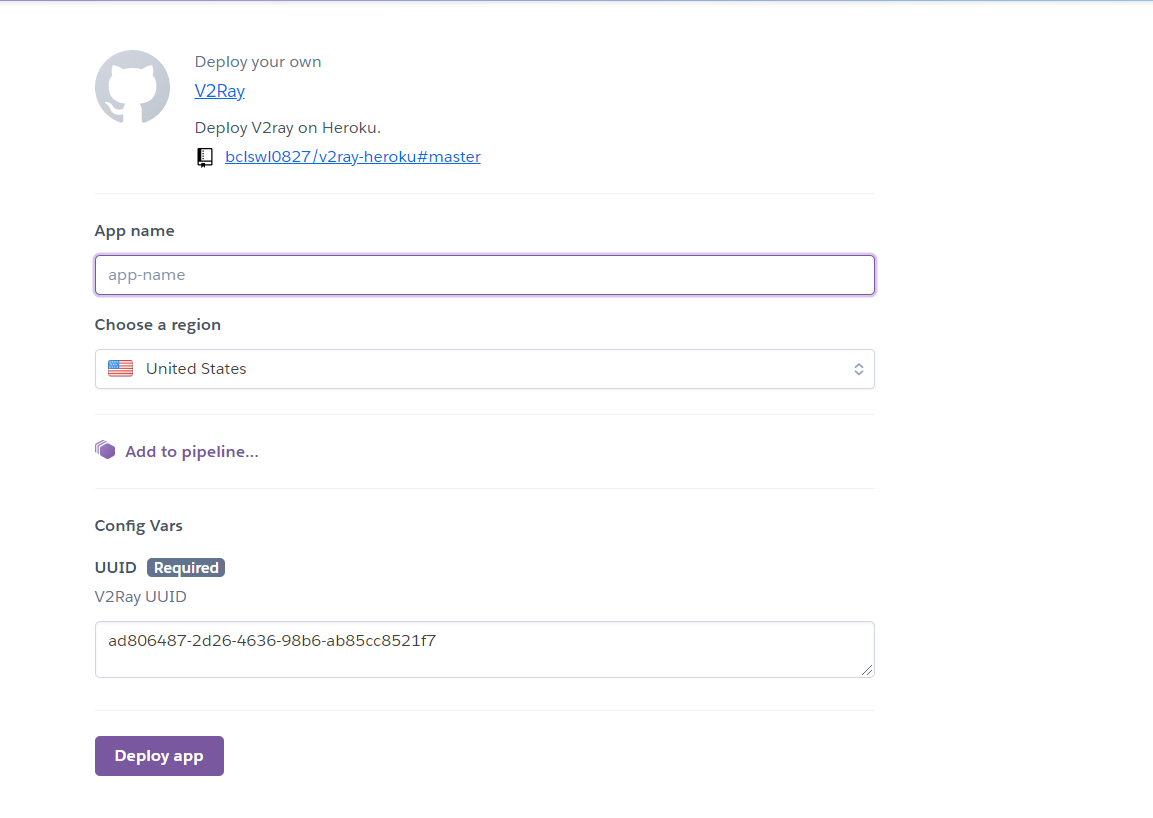 Deploy your own
V2Ray
Deploy V2ray on Heroku.
bclswl0827/v2ray-heroku#master
App name
app-name
Choose a region
United States
Add to pipeline...
Config Vars
UUID Required
V2Ray UUID
ad806487-2d26-4636-98b6-ab85cc8521f7
Deploy app